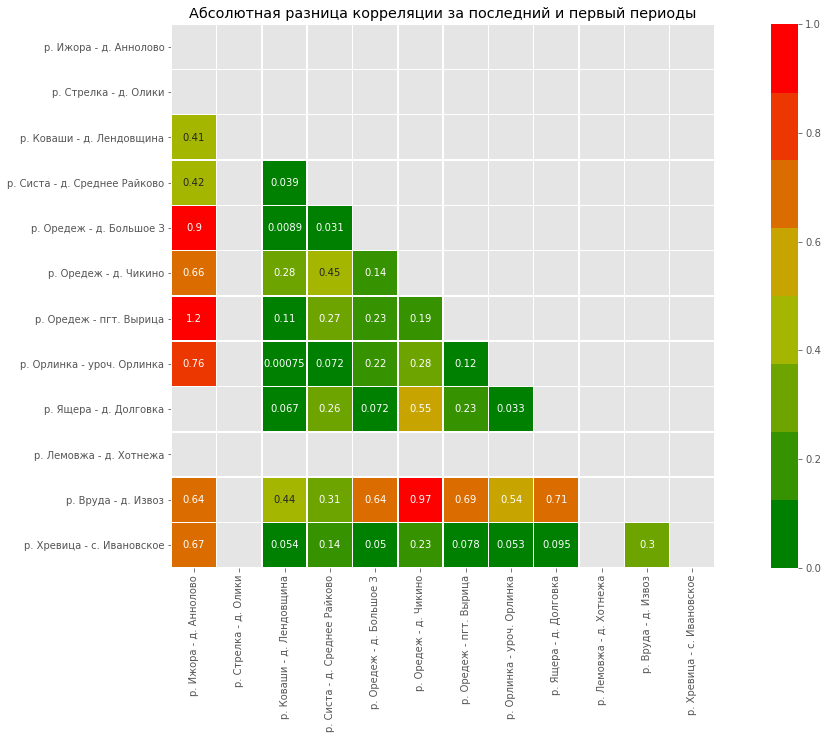 Абсолютная разница корреляции за последний и первый периоды
р. Ижора - д. Аннолово
р. Стрелка - д. Олики
р. Коваши - д. Лендовщина
0.41
р. Систа - д. Среднее Райково
0.42 0.039
р. Оредеж - д. Большое З
0.9 0.0089 0.031
р. Оредеж - д. Чикино
0.66 0.28 0.45 0.14
р. Оредеж - пгт. Вырица
1.2 0.11 0.27 0.23 0.19
р. Орлинка - уроч. Орлинка
0.76 0.00075 0.072 0.22 0.28 0.12
р. Ящера - д. Долговка
0.067 0.26 0.072 0.55 0.23 0.033
р. Лемовжа - д. Хотнежа
р. Вруда - д. Извоз
0.64 0.44 0.31 0.64 0.97 0.69 0.54 0.71
р. Хревица - с. Ивановское
0.67 0.054 0.14 0.05 0.23 0.078 0.053 0.095 0.3
р. Ижора - д. Аннолово
р. Стрелка - д. Олики
р. Коваши - д. Лендовщина
р. Систа - д. Среднее Райково
р. Оредеж - д. Большое З
р. Оредеж - д. Чикино
р. Оредеж - пгт. Вырица
р. Орлинка - уроч. Орлинка
р. Ящера - д. Долговка
р. Лемовжа - д. Хотнежа
р. Вруда - д. Извоз
р. Хревица - с. Ивановское
1.0
0.8
0.6
0.4
0.2
0.0